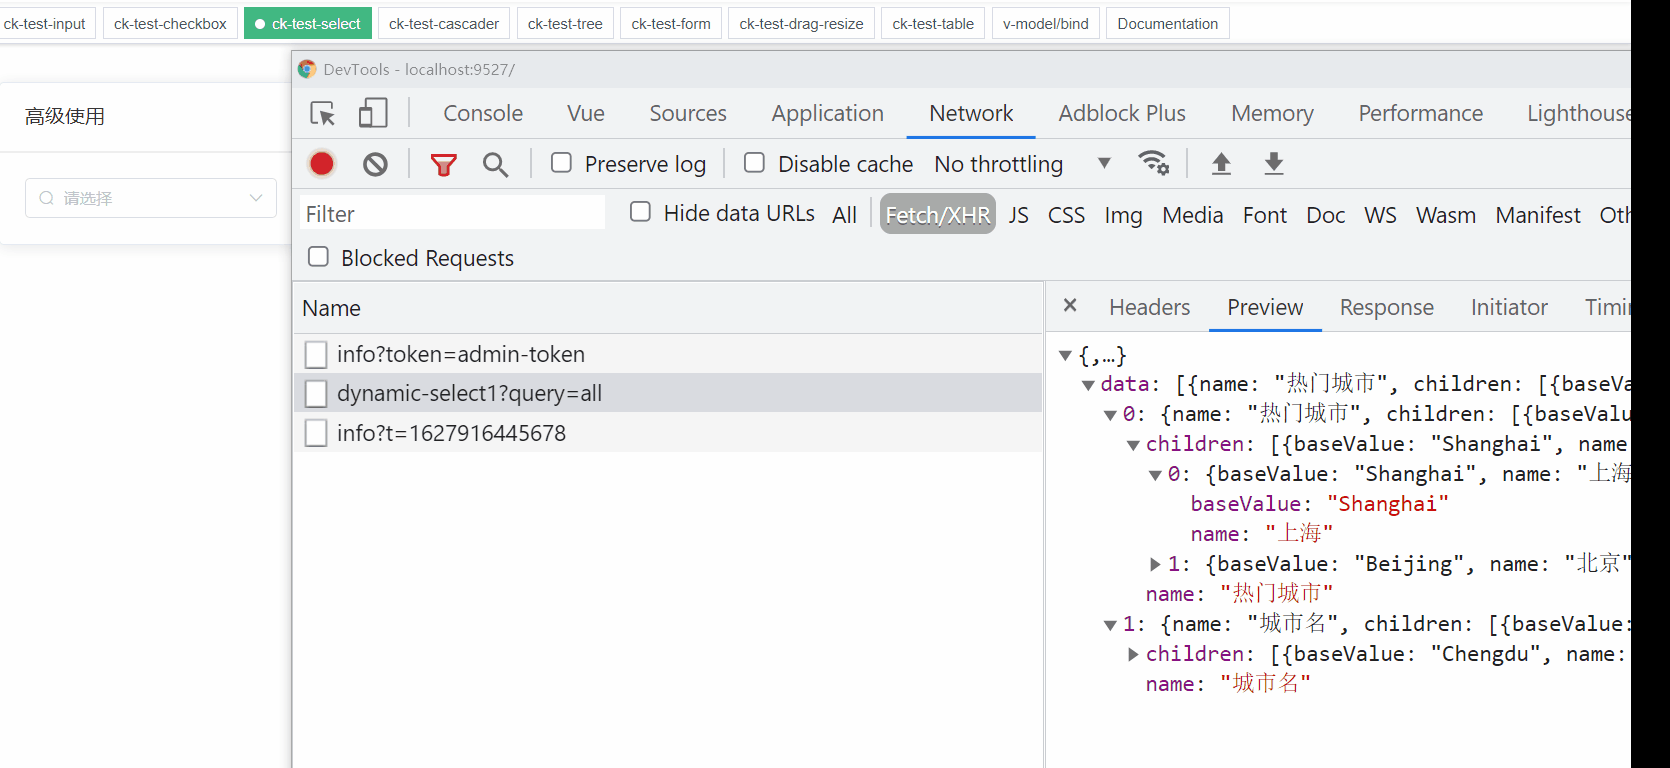 ck-test-input ck-test-checkbox ck-test-select ck-test-cascader ck-test-tree ck-test-form ck-test-drag-resize ck-test-table v-model/bind Documentation
DevTools - localhost:9527/
高级使用
请选择
Console Vue Sources Application Network Adblock Plus Memory Performance Lighthouse
Preserve log Disable cache No throttling
Filter Hide data URLs All Fetch/XHR JS CSS Img Media Font Doc WS Wasm Manifest Oth
Blocked Requests
Name
info?token=admin-token
dynamic-select1?query=all
info?t=1627916445678
× Headers Preview Response Initiator Timin
▼{,…}
▼data: [{name: "热门城市", children: [{baseVa
▼0: {name: "热门城市", children: [{baseValu
▼children: [{baseValue: "Shanghai", name
▼0: {baseValue: "Shanghai", name: "上海
baseValue: "Shanghai"
name: "上海"
▶1: {baseValue: "Beijing", name: "北京"
name: "热门城市"
▼1: {name: "城市名", children: [{baseValue:
▶children: [{baseValue: "Chengdu", name:
name: "城市名"